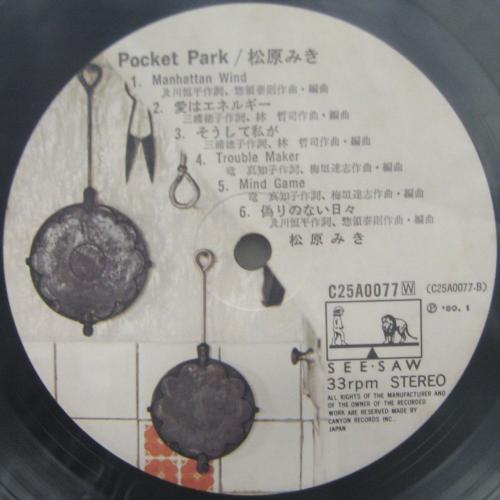 Pocket Park / 松原みき
1. Manhattan Wind
及川恒平作詞、惣領泰則作曲・編曲
2. 愛はエネルギー
三浦徳子作詞、林 哲司作曲・編曲
3. そうして私が
三浦徳子作詞、林 哲司作曲・編曲
4. Trouble Maker
竜 真知子作詞、梅垣達志作曲・編曲
5. Mind Game
竜 真知子作詞、梅垣達志作曲・編曲
6. 偽りのない日々
及川恒平作詞、惣領泰則作曲・編曲
松原みき
C25A0077 W (C25A0077-B)
Ⓟ '80. 1
SEE・SAW
33rpm STEREO
ALL RIGHTS OF THE MANUFACTURER AND
OF THE OWNER OF THE RECORDED
WORK ARE RESERVED MADE BY
CANYON RECORDS INC.
JAPAN